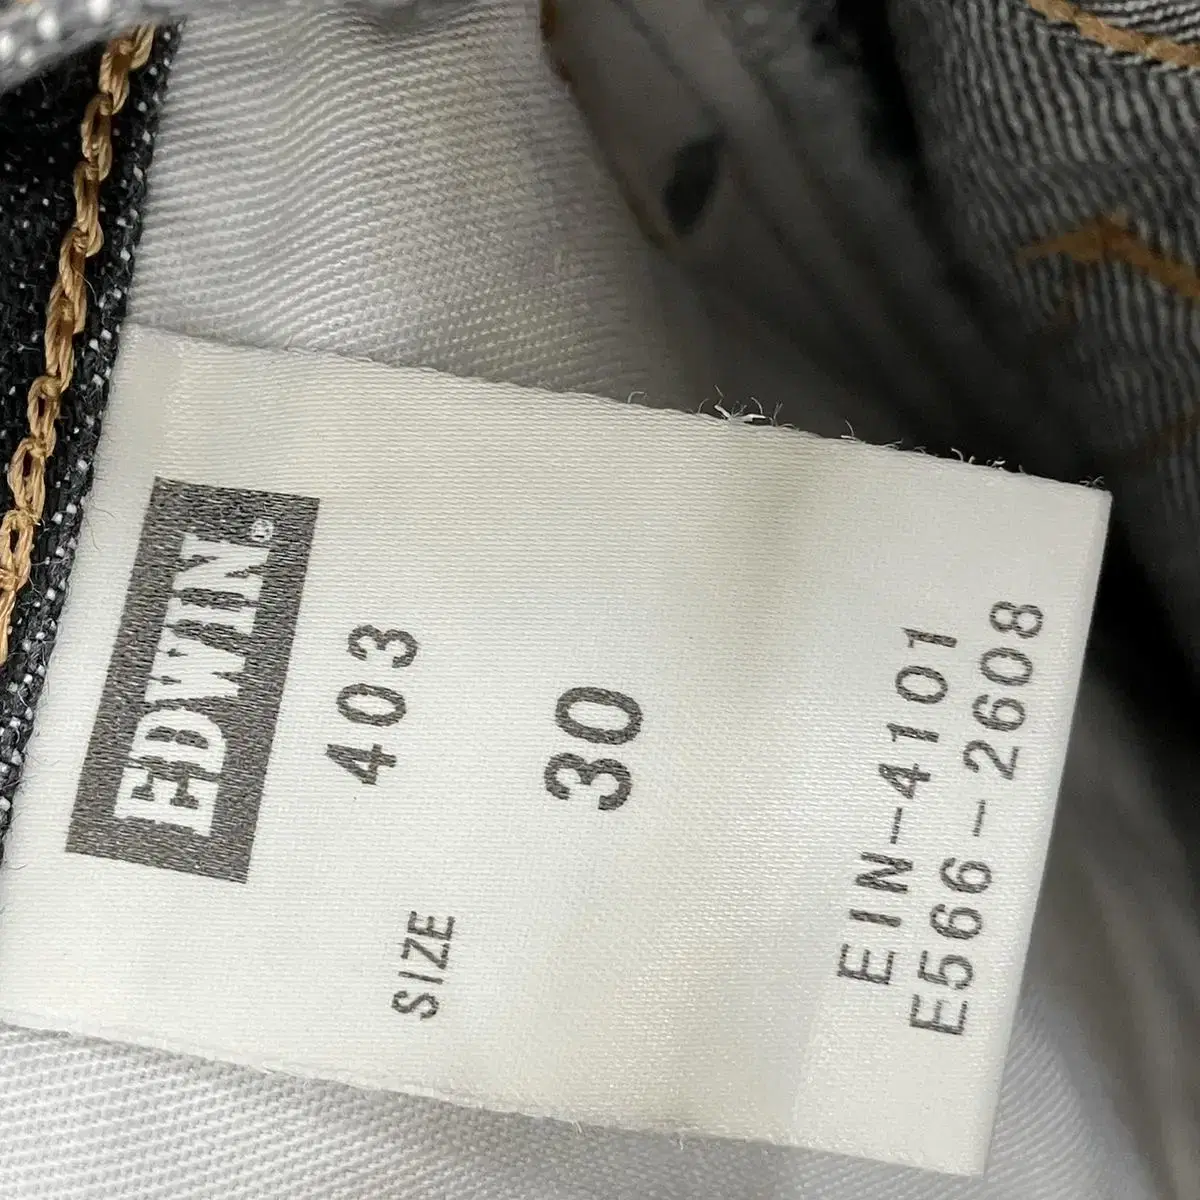 EDWIN®
403
SIZE
30
EIN-4101
E566-2608